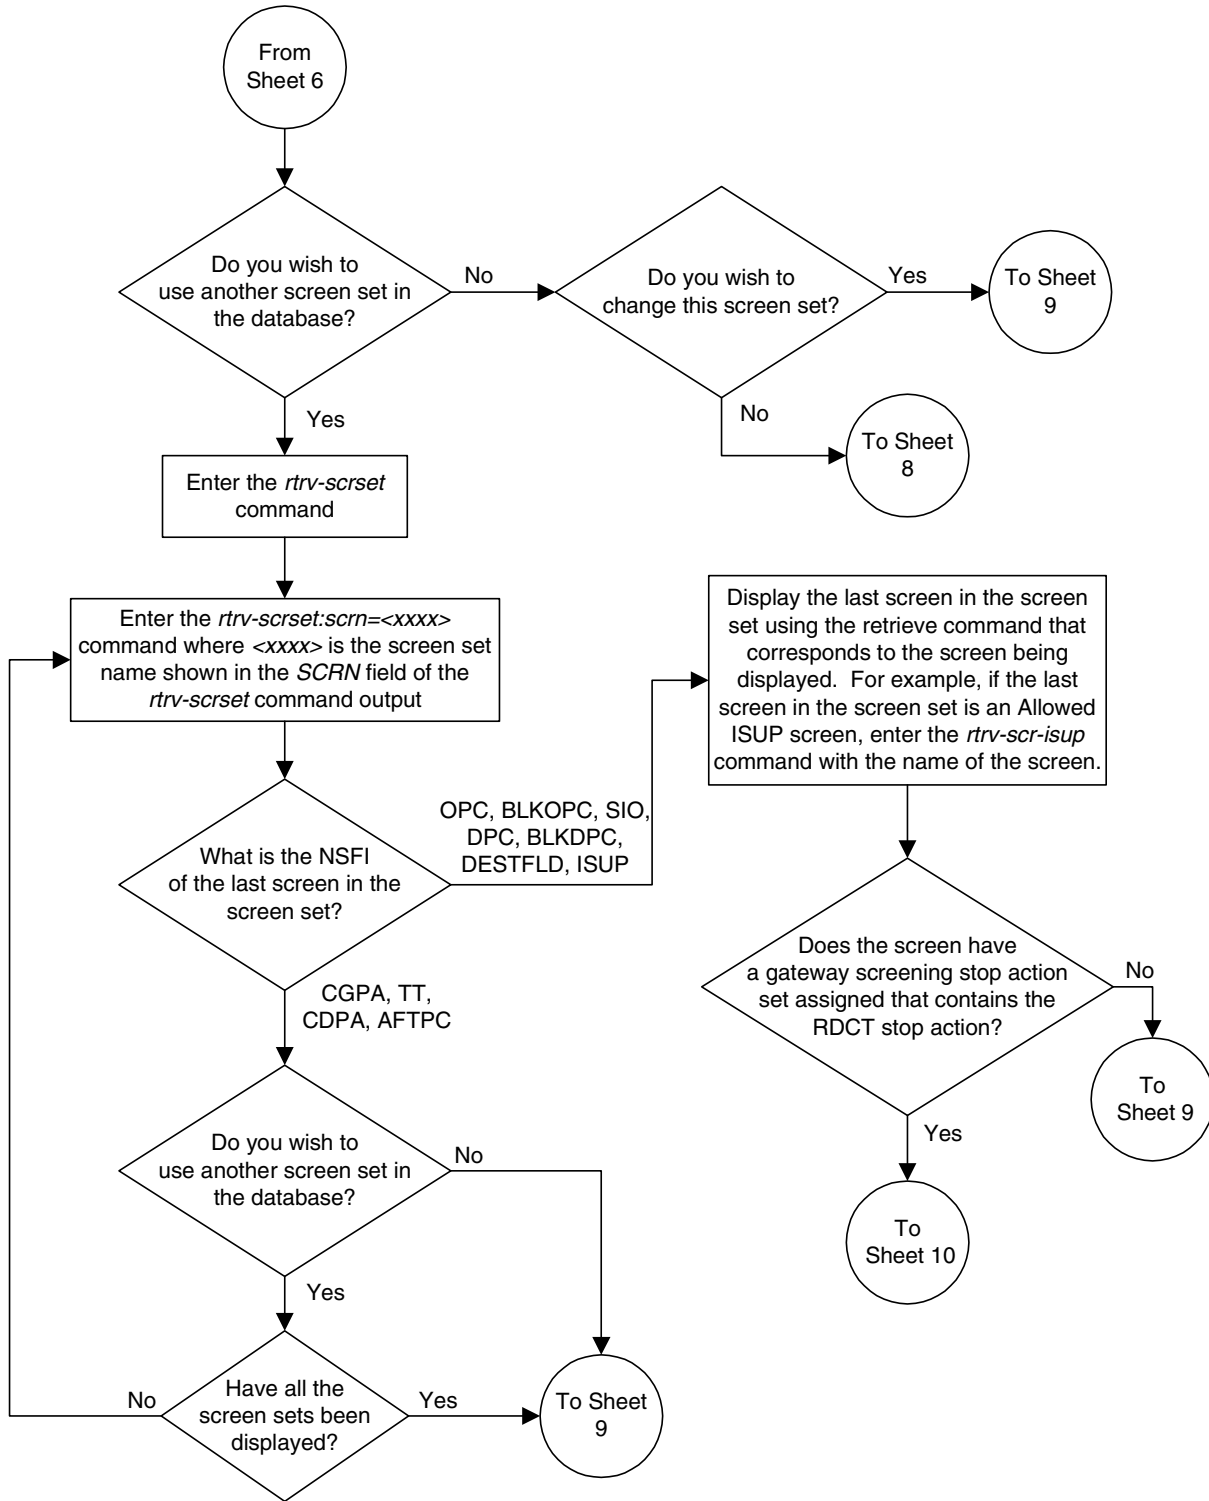 From
Sheet 6
Do you wish to
use another screen set in
the database?
No
Do you wish to
change this screen set?
Yes
To Sheet
9
Yes
No
To Sheet
8
Enter the rtrv-scrset
command
Enter the rtrv-scrset:scrn=<xxxx>
command where <xxxx> is the screen set
name shown in the SCRN field of the
rtrv-scrset command output
Display the last screen in the screen
set using the retrieve command that
corresponds to the screen being
displayed. For example, if the last
screen in the screen set is an Allowed
ISUP screen, enter the rtrv-scr-isup
command with the name of the screen.
What is the NSFI
of the last screen in the
screen set?
OPC, BLKOPC, SIO,
DPC, BLKDPC,
DESTFLD, ISUP
CGPA, TT,
CDPA, AFTPC
Does the screen have
a gateway screening stop action
set assigned that contains the
RDCT stop action?
No
To
Sheet 9
Yes
To
Sheet 10
Do you wish to
use another screen set in
the database?
No
Yes
Have all the
screen sets been
displayed?
No
Yes
To Sheet
9